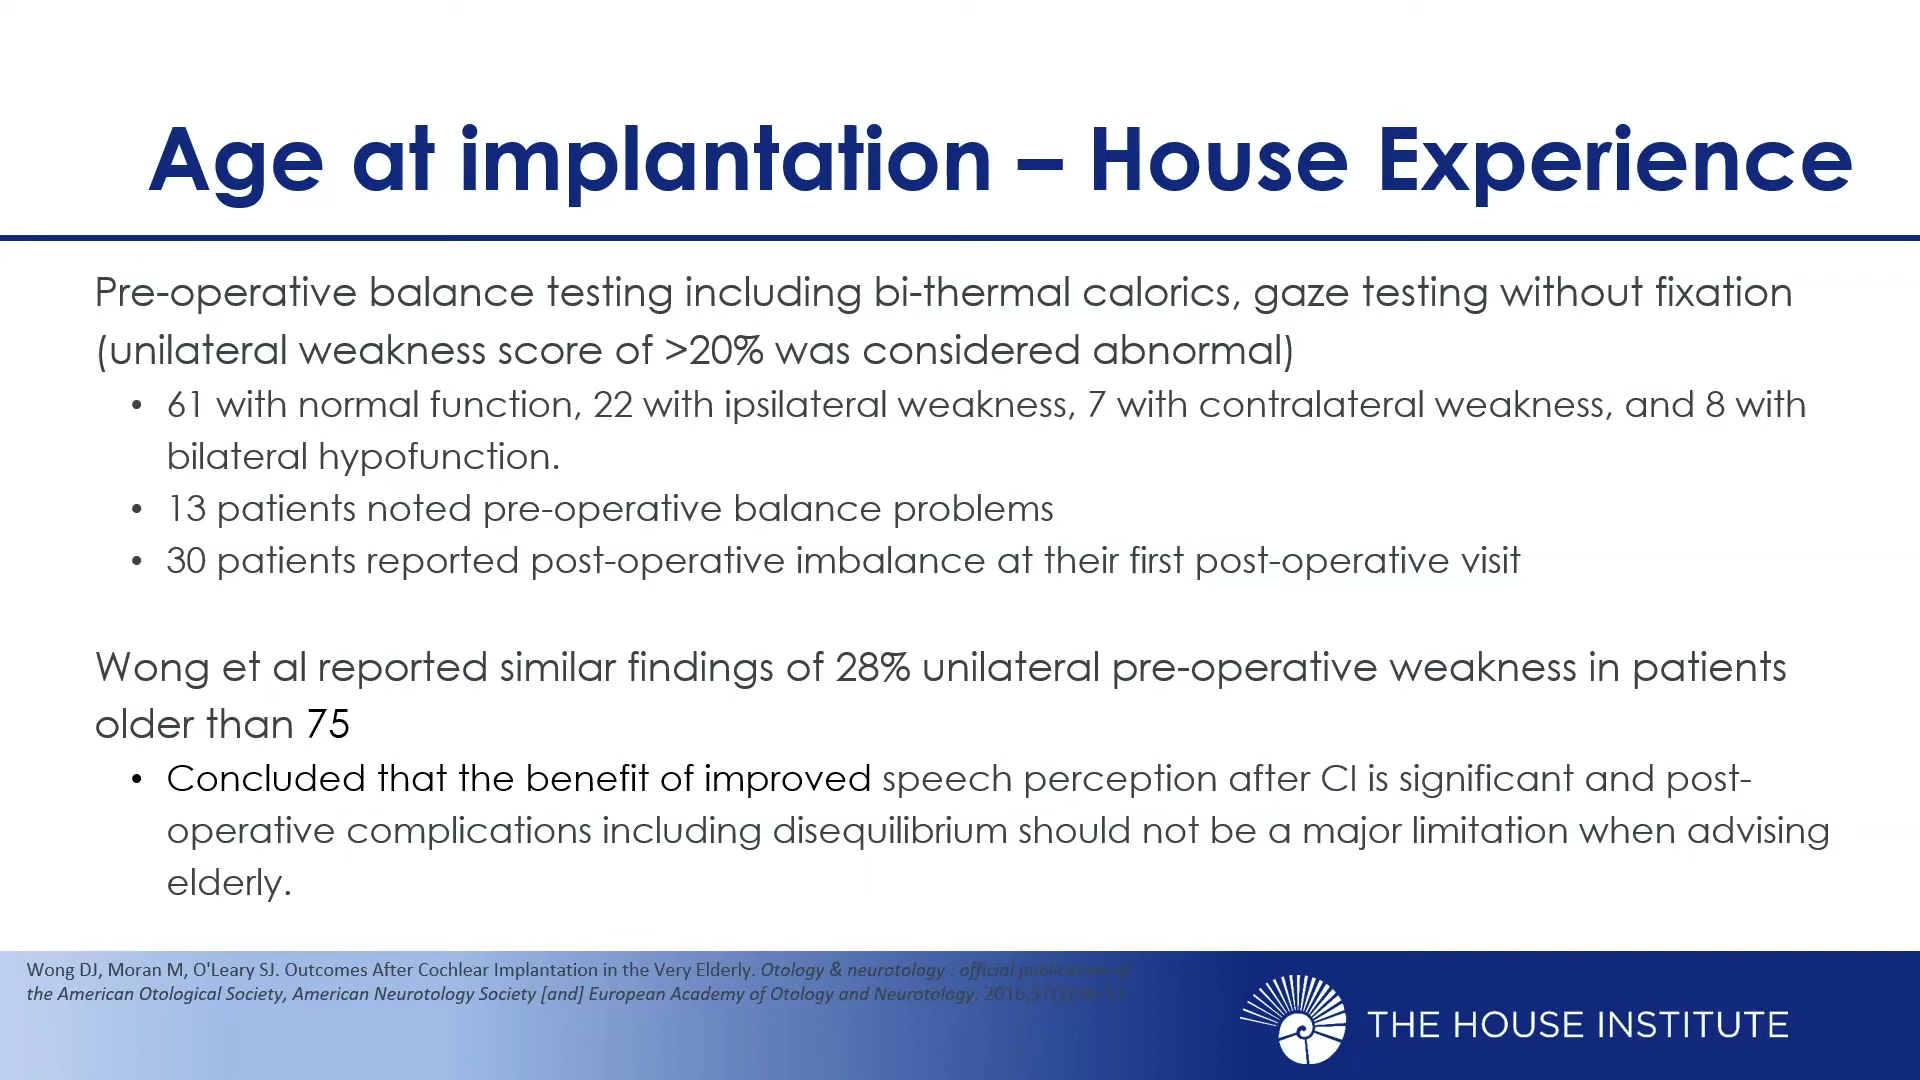 Age at implantation – House Experience
Pre-operative balance testing including bi-thermal calorics, gaze testing without fixation
(unilateral weakness score of >20% was considered abnormal)
• 61 with normal function, 22 with ipsilateral weakness, 7 with contralateral weakness, and 8 with
bilateral hypofunction.
• 13 patients noted pre-operative balance problems
• 30 patients reported post-operative imbalance at their first post-operative visit
Wong et al reported similar findings of 28% unilateral pre-operative weakness in patients
older than 75
• Concluded that the benefit of improved speech perception after CI is significant and post-
operative complications including disequilibrium should not be a major limitation when advising
elderly.
Wong DJ, Moran M, O'Leary SJ. Outcomes After Cochlear Implantation in the Very Elderly. Otology & neurotology : official publication of
the American Otological Society, American Neurotology Society [and] European Academy of Otology and Neurotology.
THE HOUSE INSTITUTE